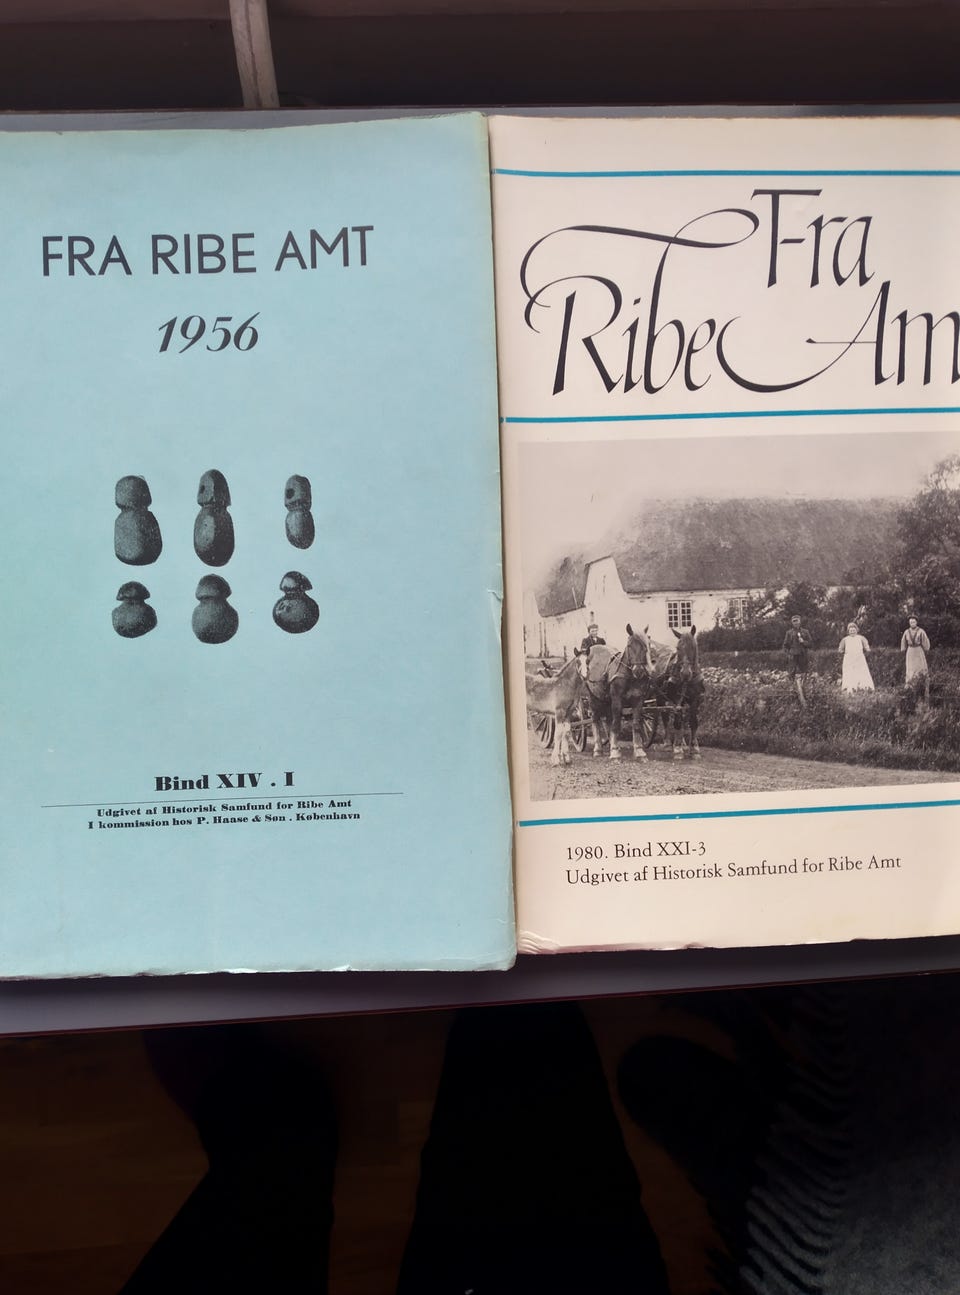 FRA RIBE AMT
1956
Bind XIV . I
Udgivet af Historisk Samfund for Ribe Amt
I kommission hos P. Haase & Søn . København
Fra
Ribe Am
1980. Bind XXI-3
Udgivet af Historisk Samfund for Ribe Amt